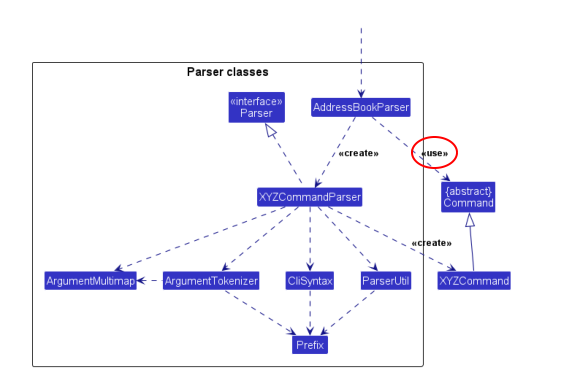 Parser classes
«interface»
Parser
AddressBookParser
«create»
«use»
XYZCommandParser
{abstract}
Command
«create»
ArgumentMultimap
ArgumentTokenizer
CliSyntax
ParserUtil
XYZCommand
Prefix